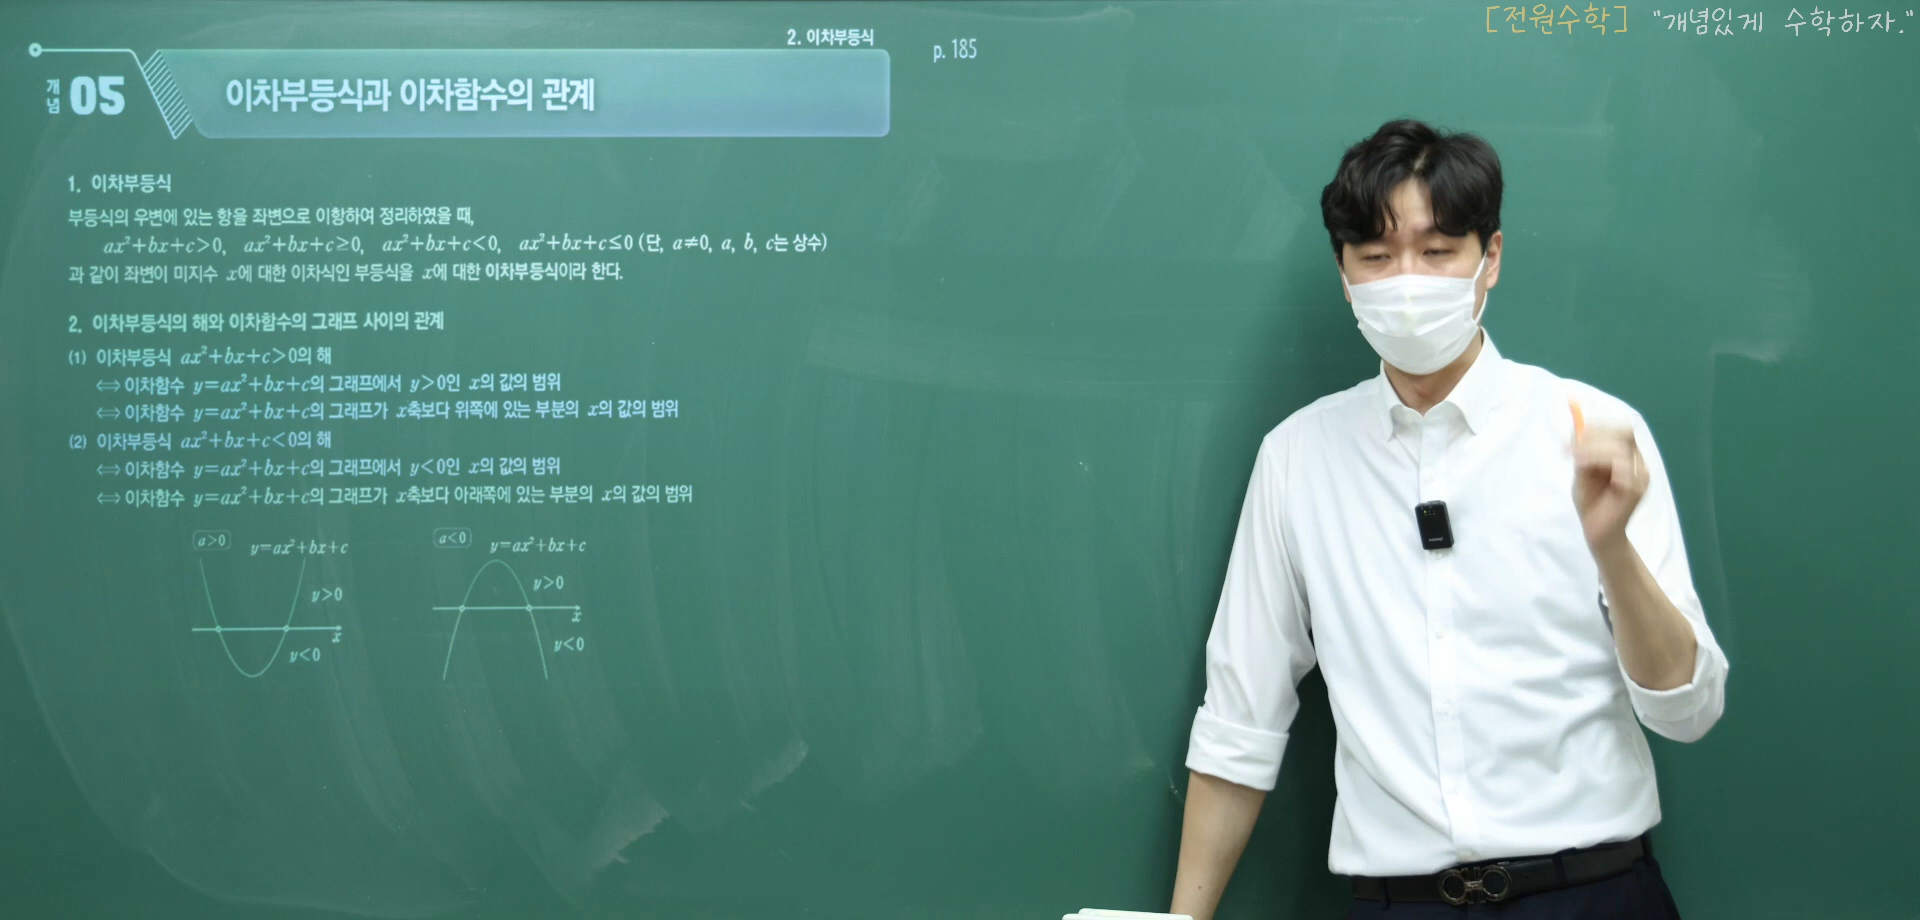 [전원수학] "개념있게 수학하자."
2. 이차부등식
p. 185
개념 05 이차부등식과 이차함수의 관계
1. 이차부등식
부등식의 우변에 있는 항을 좌변으로 이항하여 정리하였을 때,
ax²+bx+c>0, ax²+bx+c≥0, ax²+bx+c<0, ax²+bx+c≤0 (단, a≠0, a, b, c는 상수)
과 같이 좌변이 미지수 x에 대한 이차식인 부등식을 x에 대한 이차부등식이라 한다.
2. 이차부등식의 해와 이차함수의 그래프 사이의 관계
(1) 이차부등식 ax²+bx+c>0의 해
⇔ 이차함수 y=ax²+bx+c의 그래프에서 y>0인 x의 값의 범위
⇔ 이차함수 y=ax²+bx+c의 그래프가 x축보다 위쪽에 있는 부분의 x의 값의 범위
(2) 이차부등식 ax²+bx+c<0의 해
⇔ 이차함수 y=ax²+bx+c의 그래프에서 y<0인 x의 값의 범위
⇔ 이차함수 y=ax²+bx+c의 그래프가 x축보다 아래쪽에 있는 부분의 x의 값의 범위
a>0 y=ax²+bx+c
y>0
x
y<0
a<0 y=ax²+bx+c
y>0
x
y<0